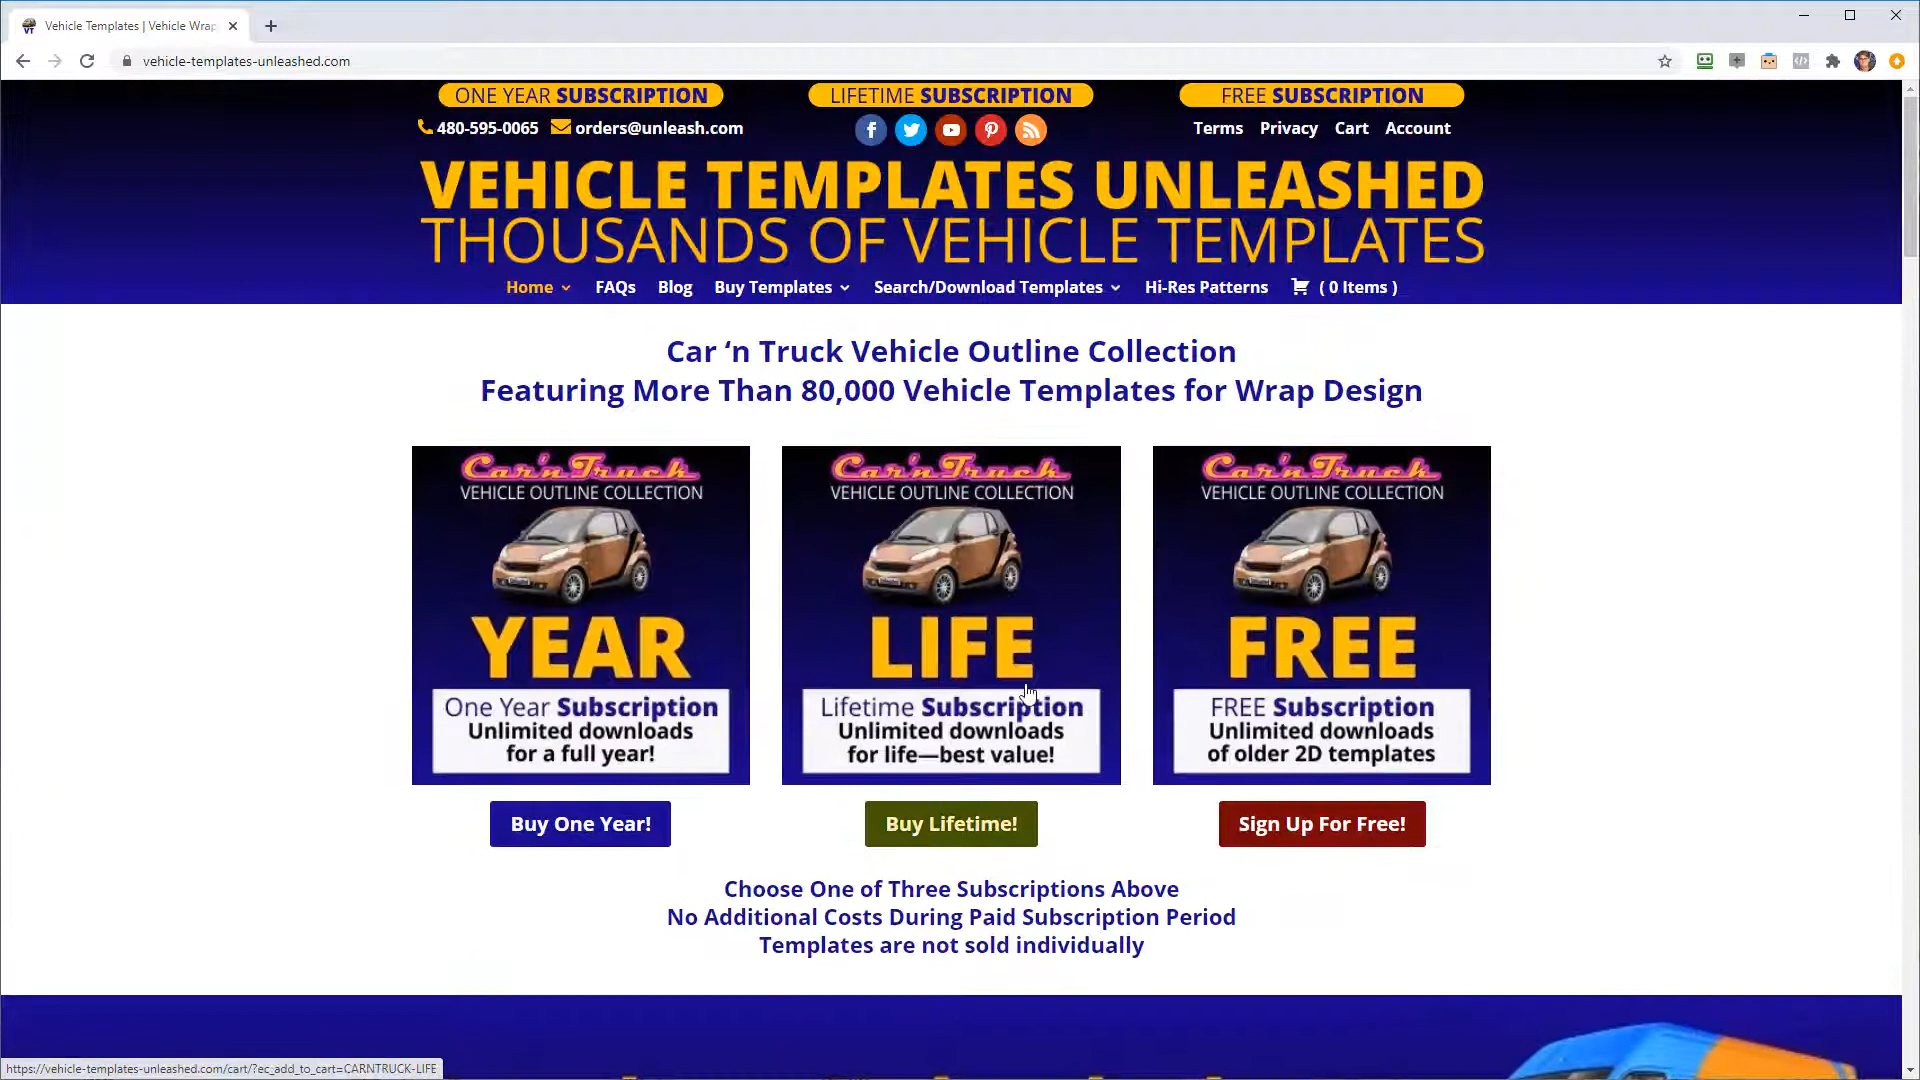 Vehicle Templates | Vehicle Wrap
vehicle-templates-unleashed.com
ONE YEAR SUBSCRIPTION
LIFETIME SUBSCRIPTION
FREE SUBSCRIPTION
480-595-0065 orders@unleash.com
Terms Privacy Cart Account
VEHICLE TEMPLATES UNLEASHED
THOUSANDS OF VEHICLE TEMPLATES
Home FAQs Blog Buy Templates Search/Download Templates Hi-Res Patterns ( 0 Items )
Car ‘n Truck Vehicle Outline Collection
Featuring More Than 80,000 Vehicle Templates for Wrap Design
Car'n Truck
VEHICLE OUTLINE COLLECTION
YEAR
One Year Subscription
Unlimited downloads
for a full year!
Buy One Year!
Car'n Truck
VEHICLE OUTLINE COLLECTION
LIFE
Lifetime Subscription
Unlimited downloads
for life—best value!
Buy Lifetime!
Car'n Truck
VEHICLE OUTLINE COLLECTION
FREE
FREE Subscription
Unlimited downloads
of older 2D templates
Sign Up For Free!
Choose One of Three Subscriptions Above
No Additional Costs During Paid Subscription Period
Templates are not sold individually
https://vehicle-templates-unleashed.com/cart/?ec_add_to_cart=CARNTRUCK-LIFE